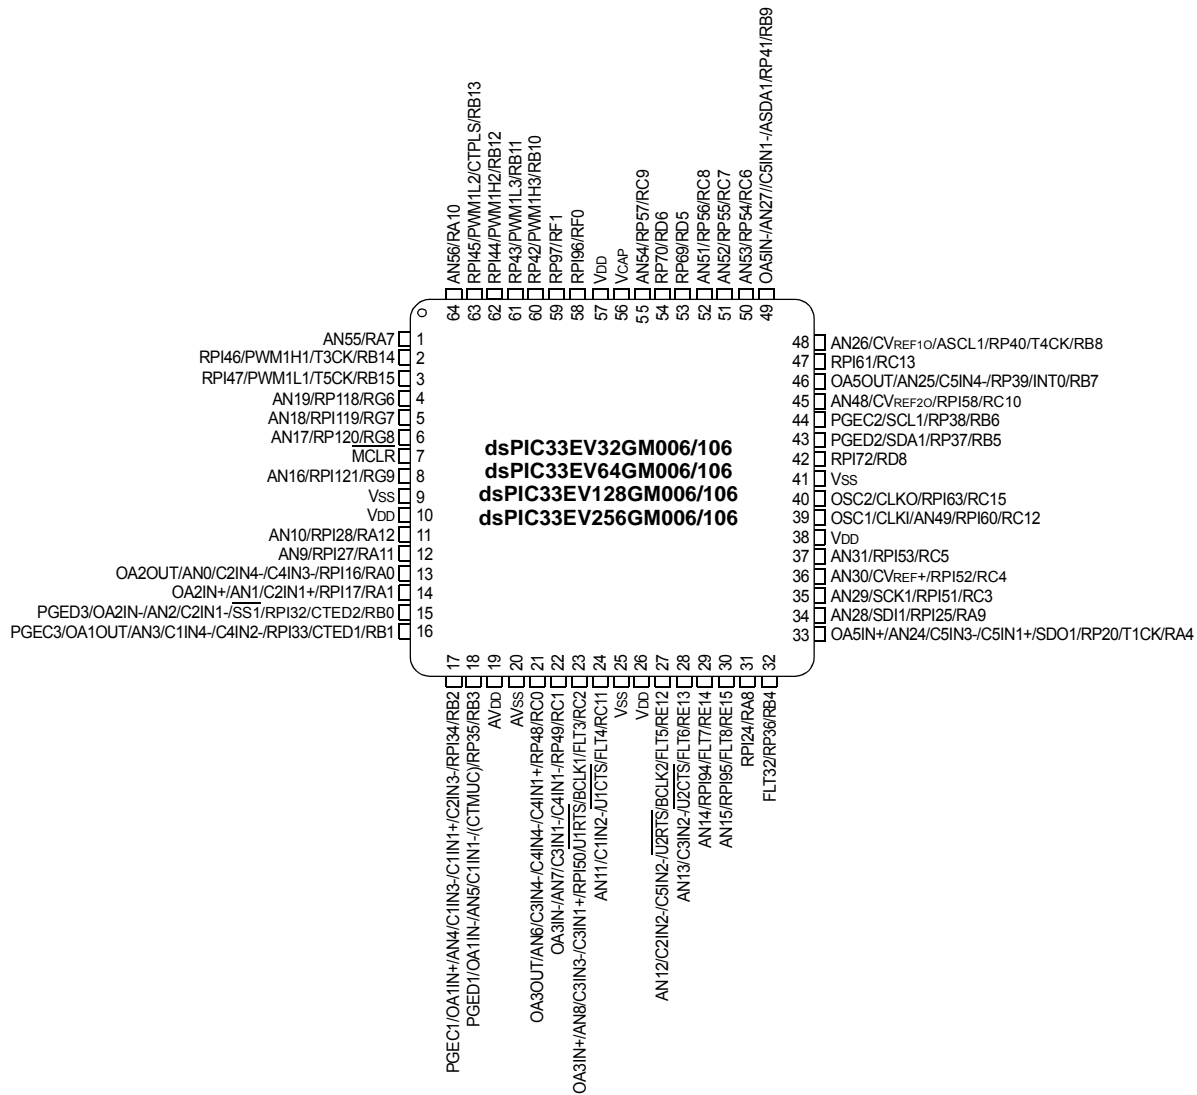 OA5IN-/AN27//C5IN1-/ASDA1/RP41/RB9
AN53/RP54/RC6
AN52/RP55/RC7
AN51/RP56/RC8
RP69/RD5
RP70/RD6
AN54/RP57/RC9
VCAP
VDD
RPI96/RF0
RP97/RF1
RP42/PWM1H3/RB10
RP43/PWM1L3/RB11
RPI44/PWM1H2/RB12
RPI45/PWM1L2/CTPLS/RB13
AN56/RA10
64 63 62 61 60 59 58 57 56 55 54 53 52 51 50 49
AN55/RA7 1
RPI46/PWM1H1/T3CK/RB14 2
RPI47/PWM1L1/T5CK/RB15 3
AN19/RP118/RG6 4
AN18/RPI119/RG7 5
AN17/RP120/RG8 6
MCLR 7
AN16/RPI121/RG9 8
VSS 9
VDD 10
AN10/RPI28/RA12 11
AN9/RPI27/RA11 12
OA2OUT/AN0/C2IN4-/C4IN3-/RPI16/RA0 13
OA2IN+/AN1/C2IN1+/RPI17/RA1 14
PGED3/OA2IN-/AN2/C2IN1-/SS1/RPI32/CTED2/RB0 15
PGEC3/OA1OUT/AN3/C1IN4-/C4IN2-/RPI33/CTED1/RB1 16
dsPIC33EV32GM006/106
dsPIC33EV64GM006/106
dsPIC33EV128GM006/106
dsPIC33EV256GM006/106
48 AN26/CVREF1O/ASCL1/RP40/T4CK/RB8
47 RPI61/RC13
46 OA5OUT/AN25/C5IN4-/RP39/INT0/RB7
45 AN48/CVREF2O/RPI58/RC10
44 PGEC2/SCL1/RP38/RB6
43 PGED2/SDA1/RP37/RB5
42 RPI72/RD8
41 VSS
40 OSC2/CLKO/RPI63/RC15
39 OSC1/CLKI/AN49/RPI60/RC12
38 VDD
37 AN31/RPI53/RC5
36 AN30/CVREF+/RPI52/RC4
35 AN29/SCK1/RPI51/RC3
34 AN28/SDI1/RPI25/RA9
33 OA5IN+/AN24/C5IN3-/C5IN1+/SDO1/RP20/T1CK/RA4
17 18 19 20 21 22 23 24 25 26 27 28 29 30 31 32
PGEC1/OA1IN+/AN4/C1IN3-/C1IN1+/C2IN3-/RPI34/RB2
PGED1/OA1IN-/AN5/C1IN1-/(CTMUC)/RP35/RB3
AVDD
AVSS
OA3OUT/AN6/C3IN4-/C4IN4-/C4IN1+/RP48/RC0
OA3IN-/AN7/C3IN1-/C4IN1-/RP49/RC1
OA3IN+/AN8/C3IN3-/C3IN1+/RPI50/U1RTS/BCLK1/FLT3/RC2
AN11/C1IN2-/U1CTS/FLT4/RC11
VSS
VDD
AN12/C2IN2-/C5IN2-/U2RTS/BCLK2/FLT5/RE12
AN13/C3IN2-/U2CTS/FLT6/RE13
AN14/RPI94/FLT7/RE14
AN15/RPI95/FLT8/RE15
RPI24/RA8
FLT32/RP36/RB4